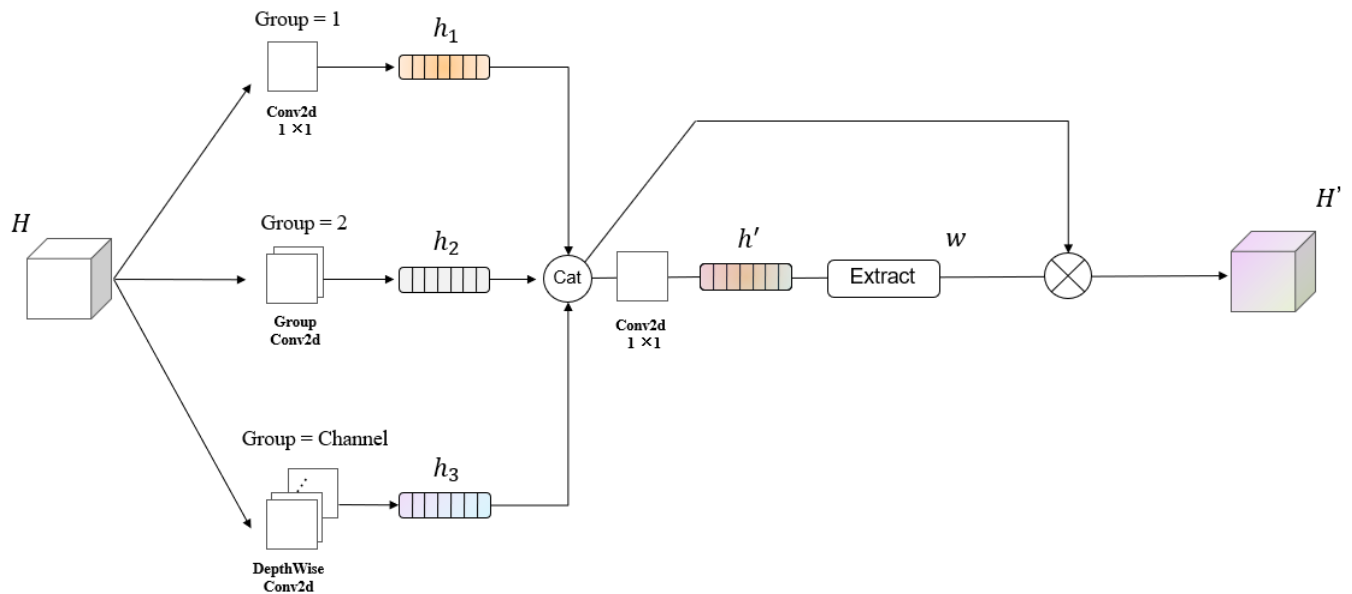 Group = 1
h₁
Conv2d
1 ×1
H
Group = 2
h₂
Group
Conv2d
Cat
Conv2d
1 ×1
h′
Extract
w
H’
Group = Channel
h₃
DepthWise
Conv2d